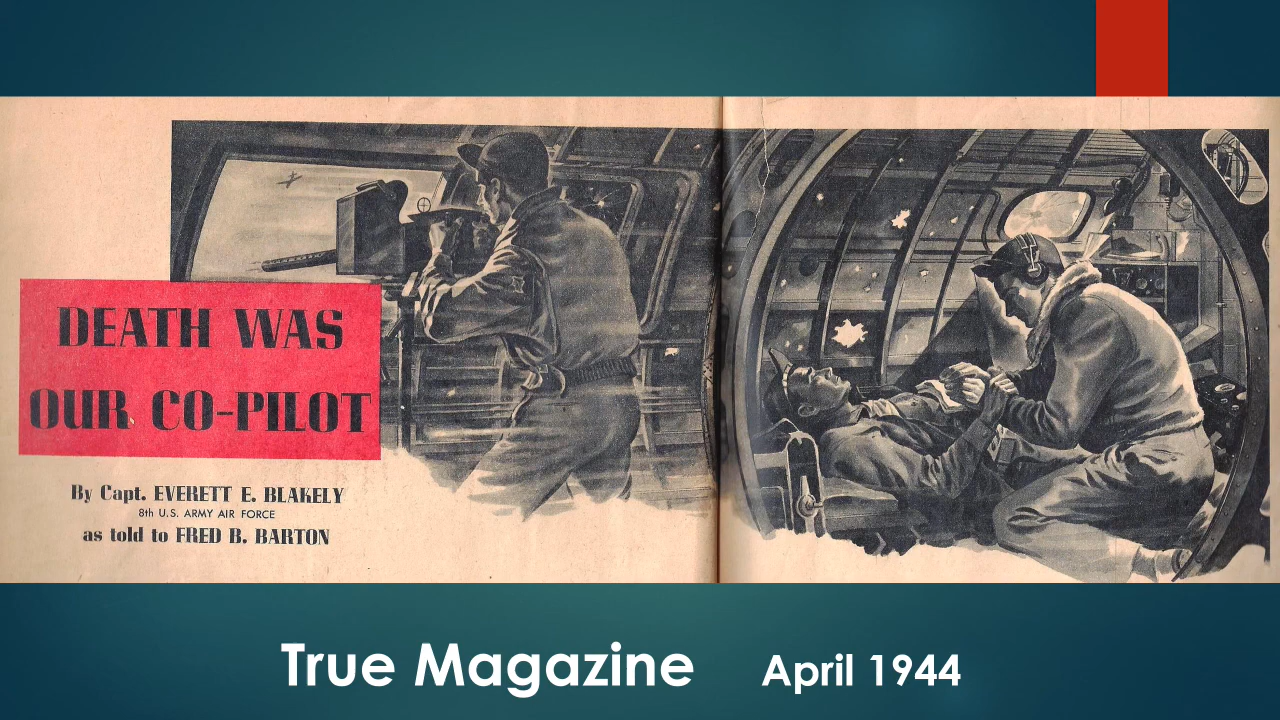 DEATH WAS
OUR CO-PILOT
By Capt. EVERETT E. BLAKELY
8th U.S. ARMY AIR FORCE
as told to FRED B. BARTON
True Magazine April 1944